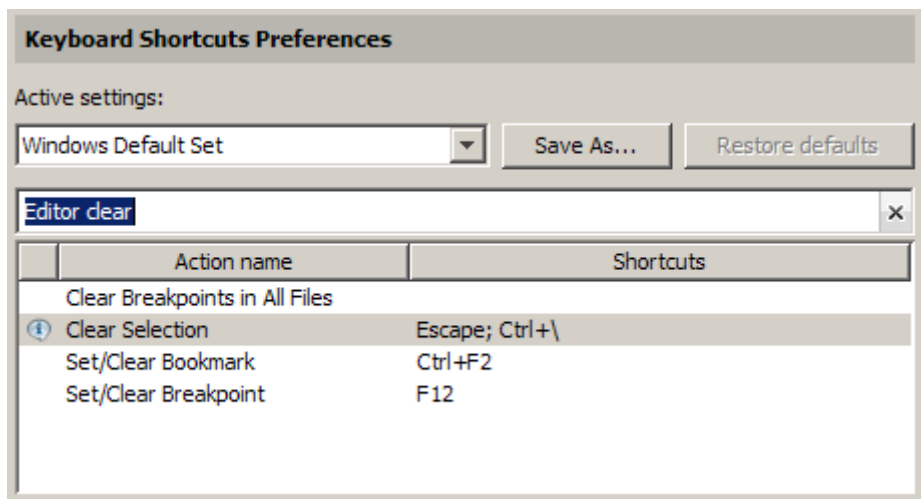 Keyboard Shortcuts Preferences
Active settings:
Windows Default Set Save As... Restore defaults
Editor clear
Action name Shortcuts
Clear Breakpoints in All Files
Clear Selection Escape; Ctrl+\
Set/Clear Bookmark Ctrl+F2
Set/Clear Breakpoint F12